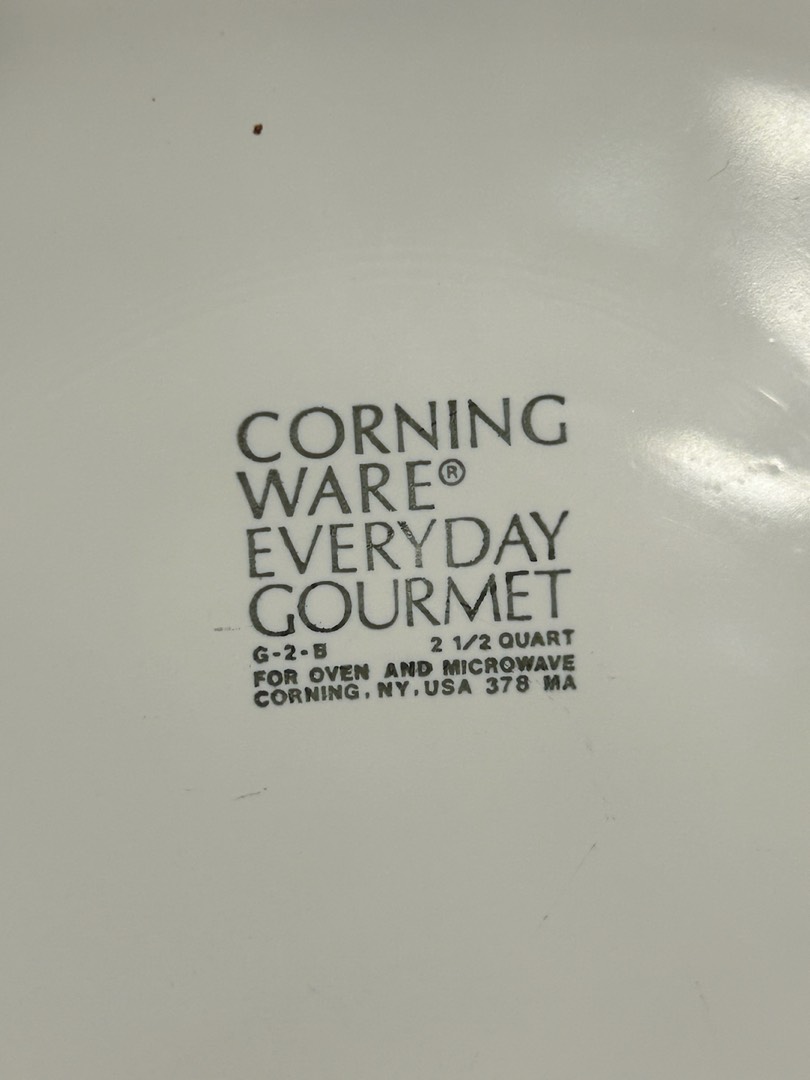 CORNING
WARE®
EVERYDAY
GOURMET
G-2-B 2 1/2 QUART
FOR OVEN AND MICROWAVE
CORNING, NY, USA 378 MA